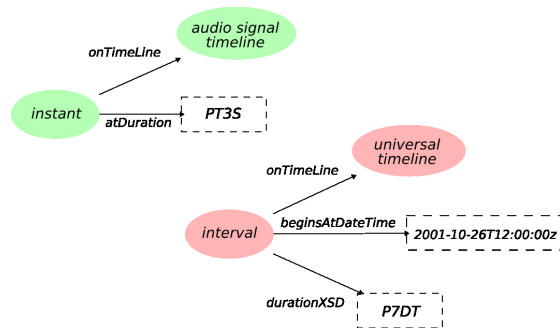 audio signal
timeline
onTimeLine
instant
atDuration
PT3S
universal
timeline
onTimeLine
beginsAtDateTime
interval
2001-10-26T12:00:00z
durationXSD
P7DT